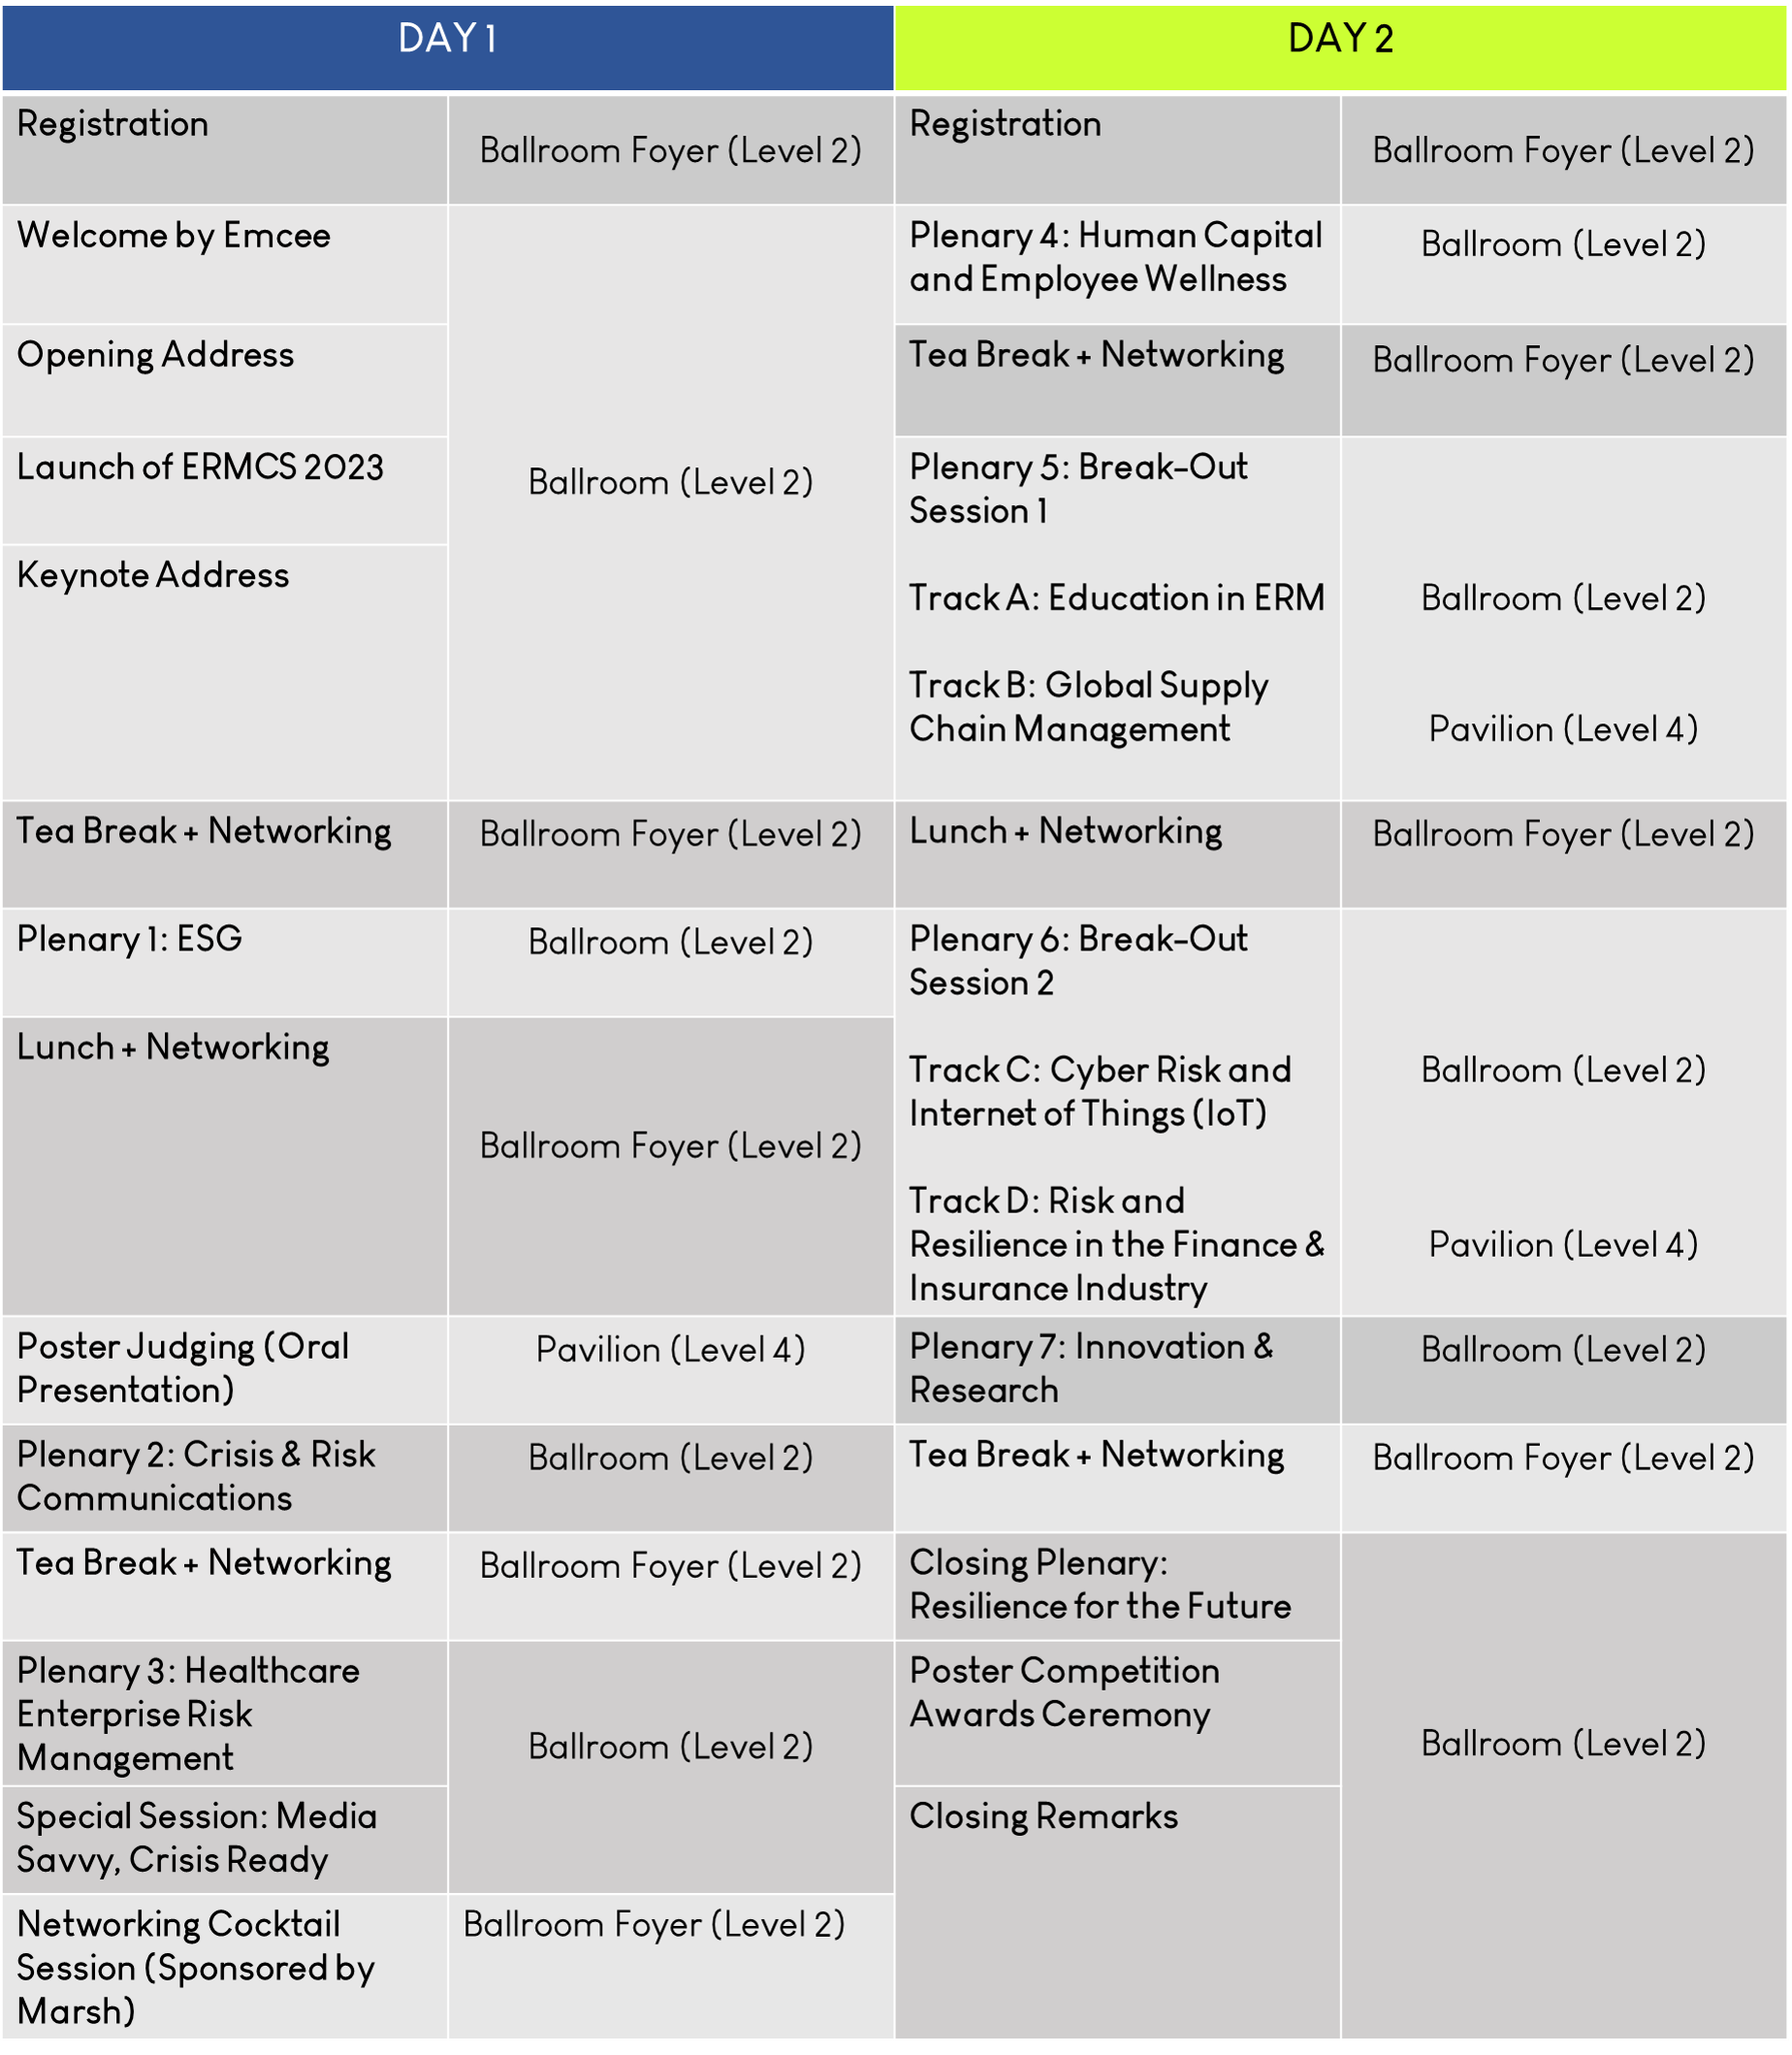 DAY 1
Registration
Ballroom Foyer (Level 2)
Welcome by Emcee
Opening Address
Launch of ERMCS 2023
Keynote Address
Ballroom (Level 2)
Tea Break + Networking
Ballroom Foyer (Level 2)
Plenary 1: ESG
Ballroom (Level 2)
Lunch + Networking
Ballroom Foyer (Level 2)
Poster Judging (Oral
Presentation)
Pavilion (Level 4)
Plenary 2: Crisis & Risk
Communications
Ballroom (Level 2)
Tea Break + Networking
Ballroom Foyer (Level 2)
Plenary 3: Healthcare
Enterprise Risk
Management
Special Session: Media
Savvy, Crisis Ready
Ballroom (Level 2)
Networking Cocktail
Session (Sponsored by
Marsh)
Ballroom Foyer (Level 2)
DAY 2
Registration
Ballroom Foyer (Level 2)
Plenary 4: Human Capital
and Employee Wellness
Ballroom (Level 2)
Tea Break + Networking
Ballroom Foyer (Level 2)
Plenary 5: Break-Out
Session 1
Track A: Education in ERM
Ballroom (Level 2)
Track B: Global Supply
Chain Management
Pavilion (Level 4)
Lunch + Networking
Ballroom Foyer (Level 2)
Plenary 6: Break-Out
Session 2
Track C: Cyber Risk and
Internet of Things (IoT)
Ballroom (Level 2)
Track D: Risk and
Resilience in the Finance &
Insurance Industry
Pavilion (Level 4)
Plenary 7: Innovation &
Research
Ballroom (Level 2)
Tea Break + Networking
Ballroom Foyer (Level 2)
Closing Plenary:
Resilience for the Future
Poster Competition
Awards Ceremony
Closing Remarks
Ballroom (Level 2)